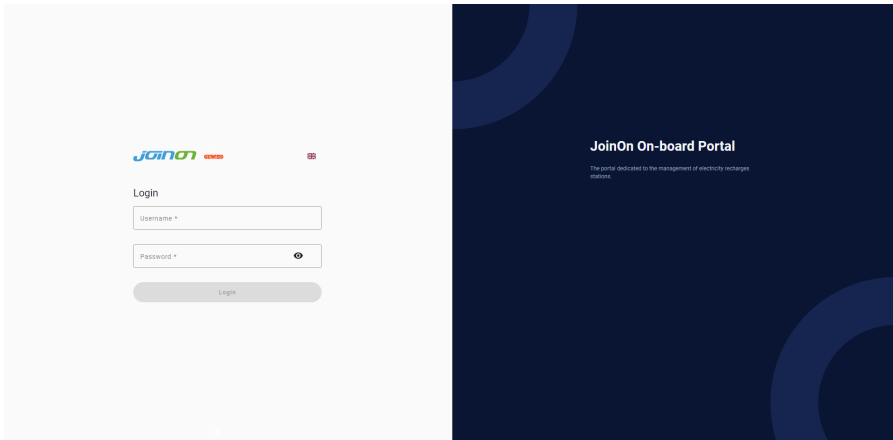 joinon
Login
Username *
Password *
Login
JoinOn On-board Portal
The portal dedicated to the management of electricity recharges
stations.